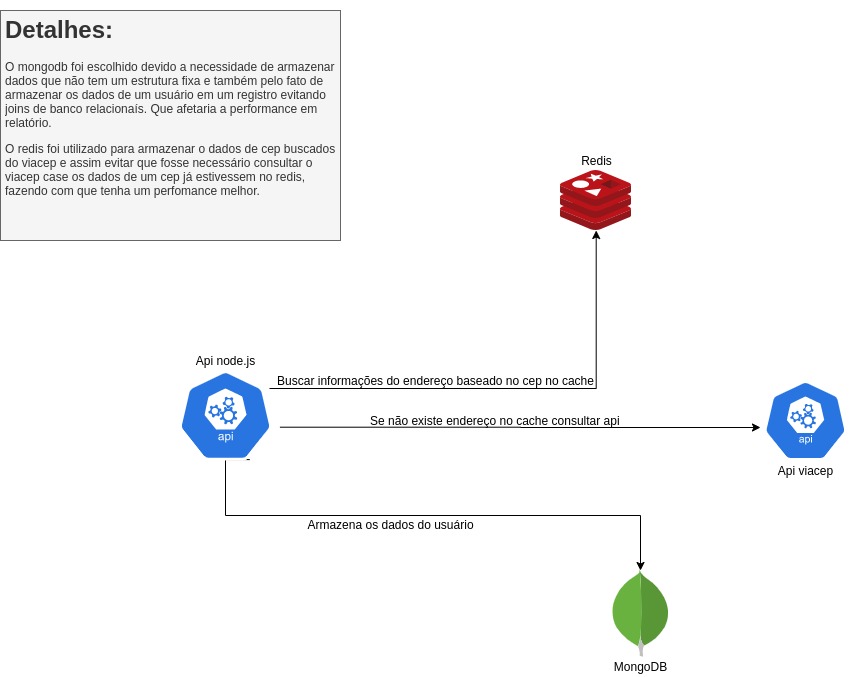 Detalhes:
O mongodb foi escolhido devido a necessidade de armazenar
dados que não tem um estrutura fixa e também pelo fato de
armazenar os dados de um usuário em um registro evitando
joins de banco relacionais. Que afetaria a performance em
relatório.
O redis foi utilizado para armazenar o dados de cep buscados
do viacep e assim evitar que fosse necessário consultar o
viacep case os dados de um cep já estivessem no redis,
fazendo com que tenha um perfomance melhor.
Redis
Api node.js
Buscar informações do endereço baseado no cep no cache
Se não existe endereço no cache consultar api
api
api
Api viacep
Armazena os dados do usuário
MongoDB